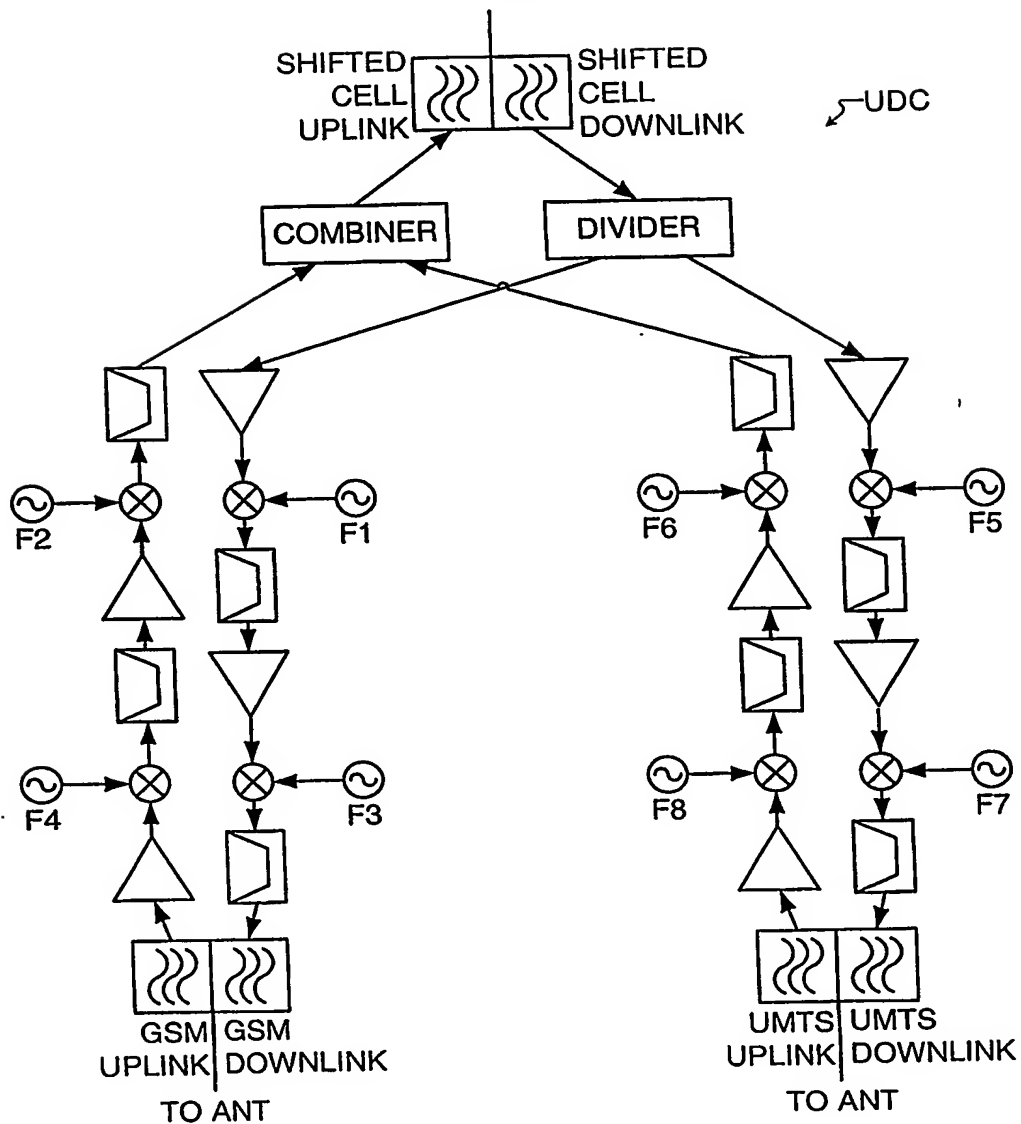 SHIFTED
CELL
UPLINK
SHIFTED
CELL
DOWNLINK
UDC
COMBINER
DIVIDER
F2
F1
F6
F5
F4
F3
F8
F7
GSM
UPLINK
GSM
DOWNLINK
TO ANT
UMTS
UPLINK
UMTS
DOWNLINK
TO ANT